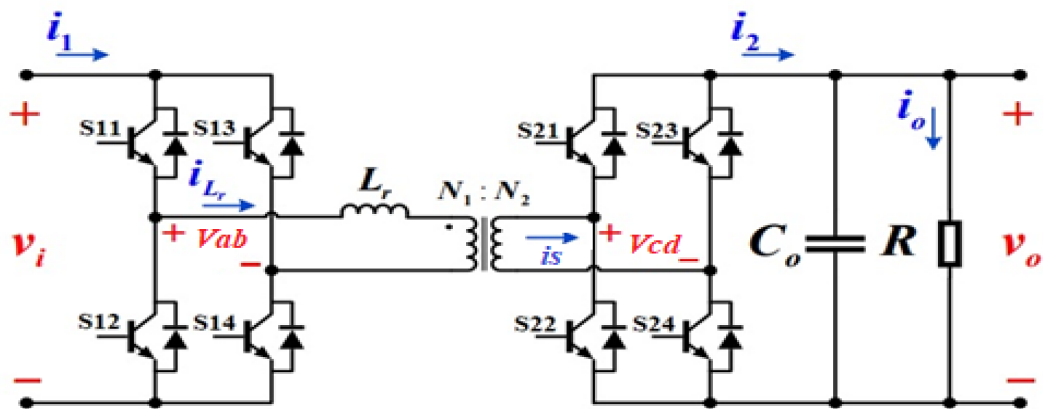 i1
i2
+
S11
S13
S21
S23
io
+
iLr
Lr
N1 : N2
vi
+ Vab −
is
+ Vcd −
Co
R
vo
S12
S14
S22
S24
−
−